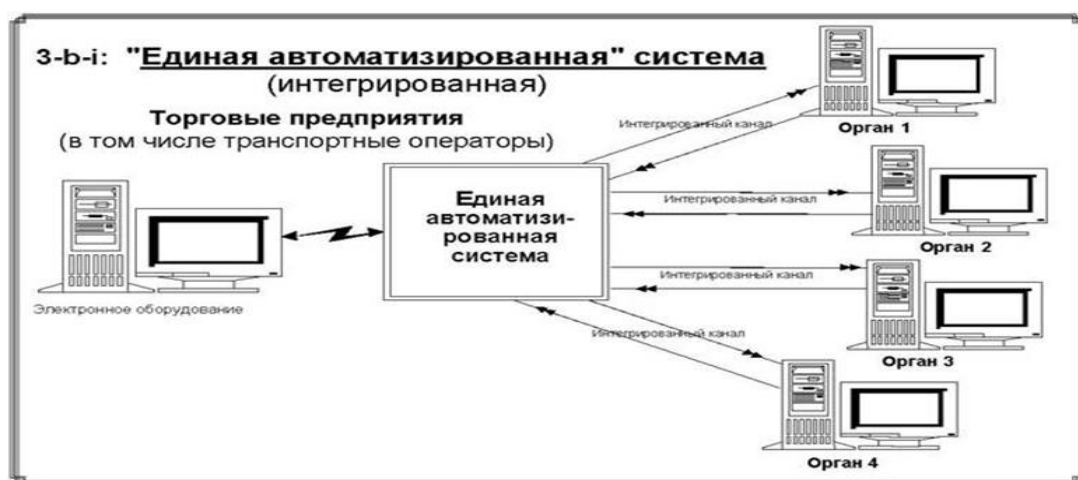 3-b-i: "Единая автоматизированная" система
(интегрированная)
Торговые предприятия
(в том числе транспортные операторы)
Электронное оборудование
Единая
автоматизи-
рованная
система
Интегрированный канал
Орган 1
Интегрированный канал
Орган 2
Интегрированный канал
Орган 3
Интегрированный канал
Орган 4